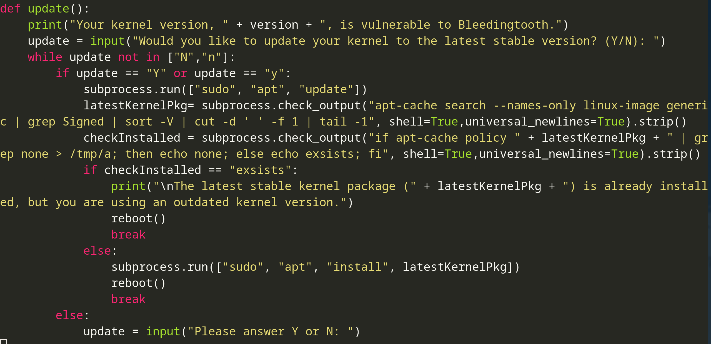 def update():
    print("Your kernel version, " + version + ", is vulnerable to Bleedingtooth.")
    update = input("Would you like to update your kernel to the latest stable version? (Y/N): ")
    while update not in ["N","n"]:
        if update == "Y" or update == "y":
            subprocess.run(["sudo", "apt", "update"])
            latestKernelPkg= subprocess.check_output("apt-cache search --names-only linux-image generi
c | grep Signed | sort -V | cut -d ' ' -f 1 | tail -1", shell=True,universal_newlines=True).strip()
            checkInstalled = subprocess.check_output("if apt-cache policy " + latestKernelPkg + " | gr
ep none > /tmp/a; then echo none; else echo exsists; fi", shell=True,universal_newlines=True).strip()
            if checkInstalled == "exsists":
                print("\nThe latest stable kernel package (" + latestKernelPkg + ") is already install
ed, but you are using an outdated kernel version.")
                reboot()
                break
            else:
                subprocess.run(["sudo", "apt", "install", latestKernelPkg])
                reboot()
                break
        else:
            update = input("Please answer Y or N: ")